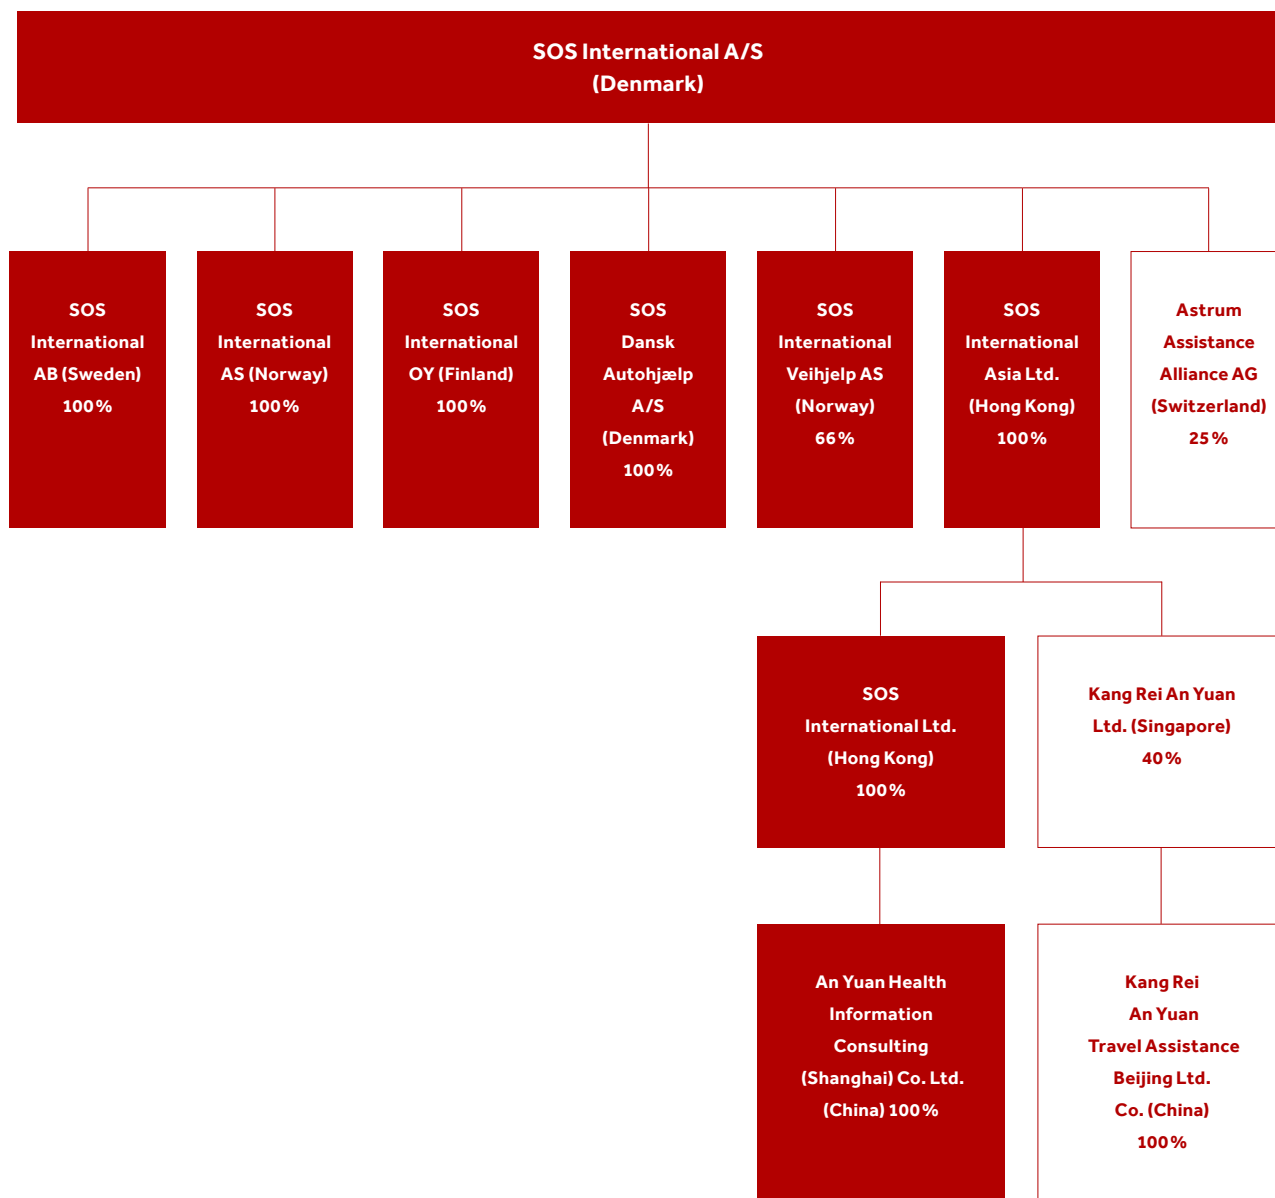 SOS International A/S
(Denmark)
SOS
International
AB (Sweden)
100%
SOS
International
AS (Norway)
100%
SOS
International
OY (Finland)
100%
SOS
Dansk
Autohjælp
A/S
(Denmark)
100%
SOS
International
Veihjelp AS
(Norway)
66%
SOS
International
Asia Ltd.
(Hong Kong)
100%
Astrum
Assistance
Alliance AG
(Switzerland)
25%
SOS
International Ltd.
(Hong Kong)
100%
Kang Rei An Yuan
Ltd. (Singapore)
40%
An Yuan Health
Information
Consulting
(Shanghai) Co. Ltd.
(China) 100%
Kang Rei
An Yuan
Travel Assistance
Beijing Ltd.
Co. (China)
100%